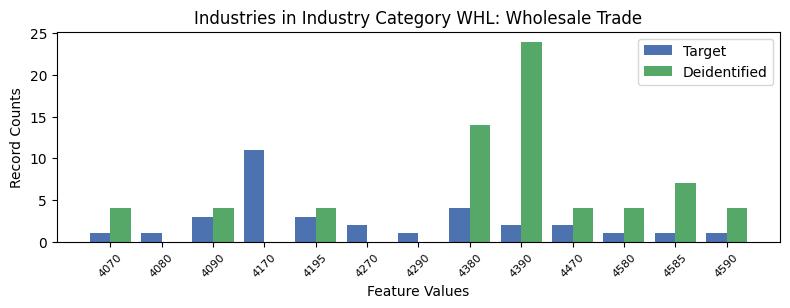 Industries in Industry Category WHL: Wholesale Trade
Record Counts
25
20
15
10
5
0
Target
Deidentified
4070 4080 4090 4170 4195 4270 4290 4380 4390 4470 4580 4585 4590
Feature Values